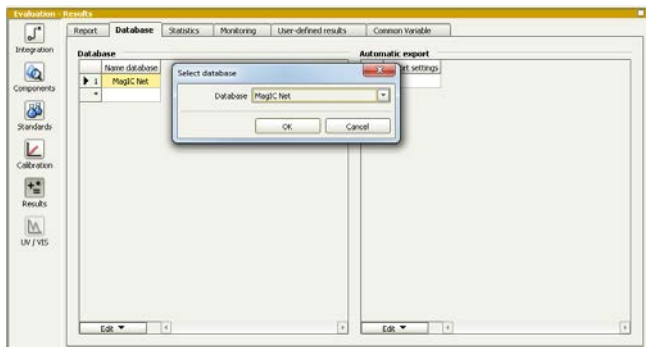 Evaluation - Results
Report Database Statistics Monitoring User-defined results Common Variable
Integration
Components
Standards
Calibration
Results
UV / VIS
Database
Name database
1 MagIC Net
*
Automatic export
settings
Select database
Database MagIC Net
OK Cancel
Edit
Edit